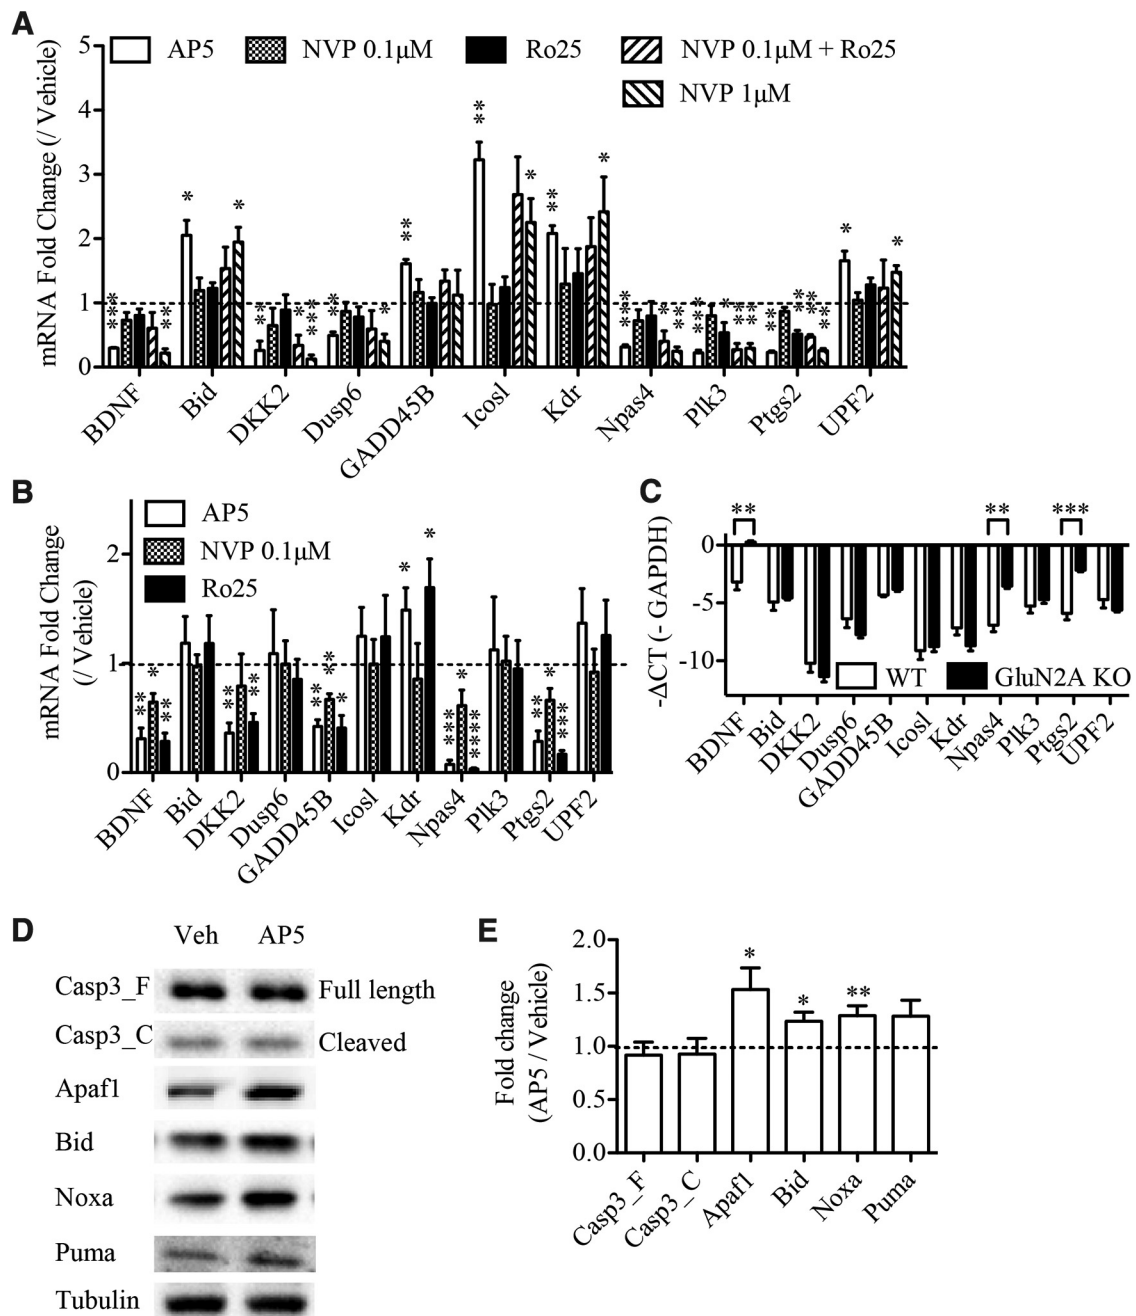 A
mRNA Fold Change (/ Vehicle)
5
4
3
2
1
0
AP5
NVP 0.1µM
Ro25
NVP 0.1µM + Ro25
NVP 1µM
BDNF
Bid
DKK2
Dusp6
GADD45B
Icosl
Kdr
Npas4
Plk3
Ptgs2
UPF2
B
mRNA Fold Change
(/ Vehicle)
2
1
0
AP5
NVP 0.1µM
Ro25
BDNF
Bid
DKK2
Dusp6
GADD45B
Icosl
Kdr
Npas4
Plk3
Ptgs2
UPF2
C
-ΔCT (- GAPDH)
0
-5
-10
** ** ***
WT
GluN2A KO
BDNF
Bid
DKK2
Dusp6
GADD45B
Icosl
Kdr
Npas4
Plk3
Ptgs2
UPF2
D
Veh AP5
Casp3_F Full length
Casp3_C Cleaved
Apaf1
Bid
Noxa
Puma
Tubulin
E
Fold change
(AP5 / Vehicle)
2.0
1.5
1.0
0.5
0.0
* * **
Casp3_F
Casp3_C
Apaf1
Bid
Noxa
Puma